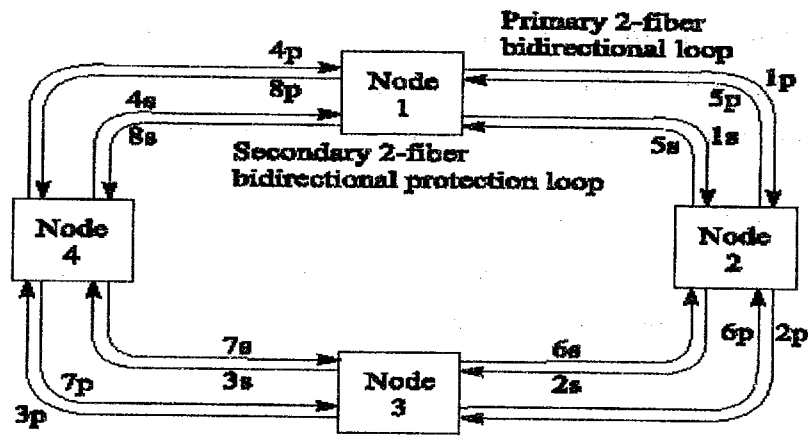 Primary 2-fiber
bidirectional loop
4p
8p
Node
1
1p
5p
4s
8s
1s
5s
Secondary 2-fiber
bidirectional protection loop
Node
4
Node
2
7s
3s
6s
2s
6p
2p
7p
3p
Node
3